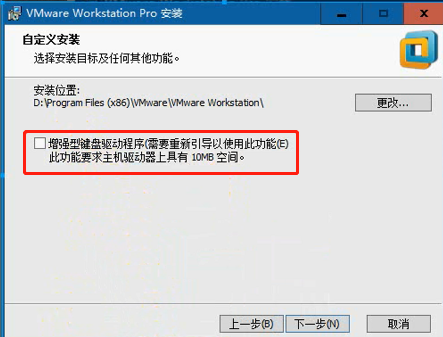 VMware Workstation Pro 安装
自定义安装
选择安装目标及任何其他功能。
安装位置:
D:\Program Files (x86)\VMware\VMware Workstation\
更改...
增强型键盘驱动程序(需要重新引导以使用此功能(E)
此功能要求主机驱动器上具有 10MB 空间。
上一步(B)
下一步(N)
取消